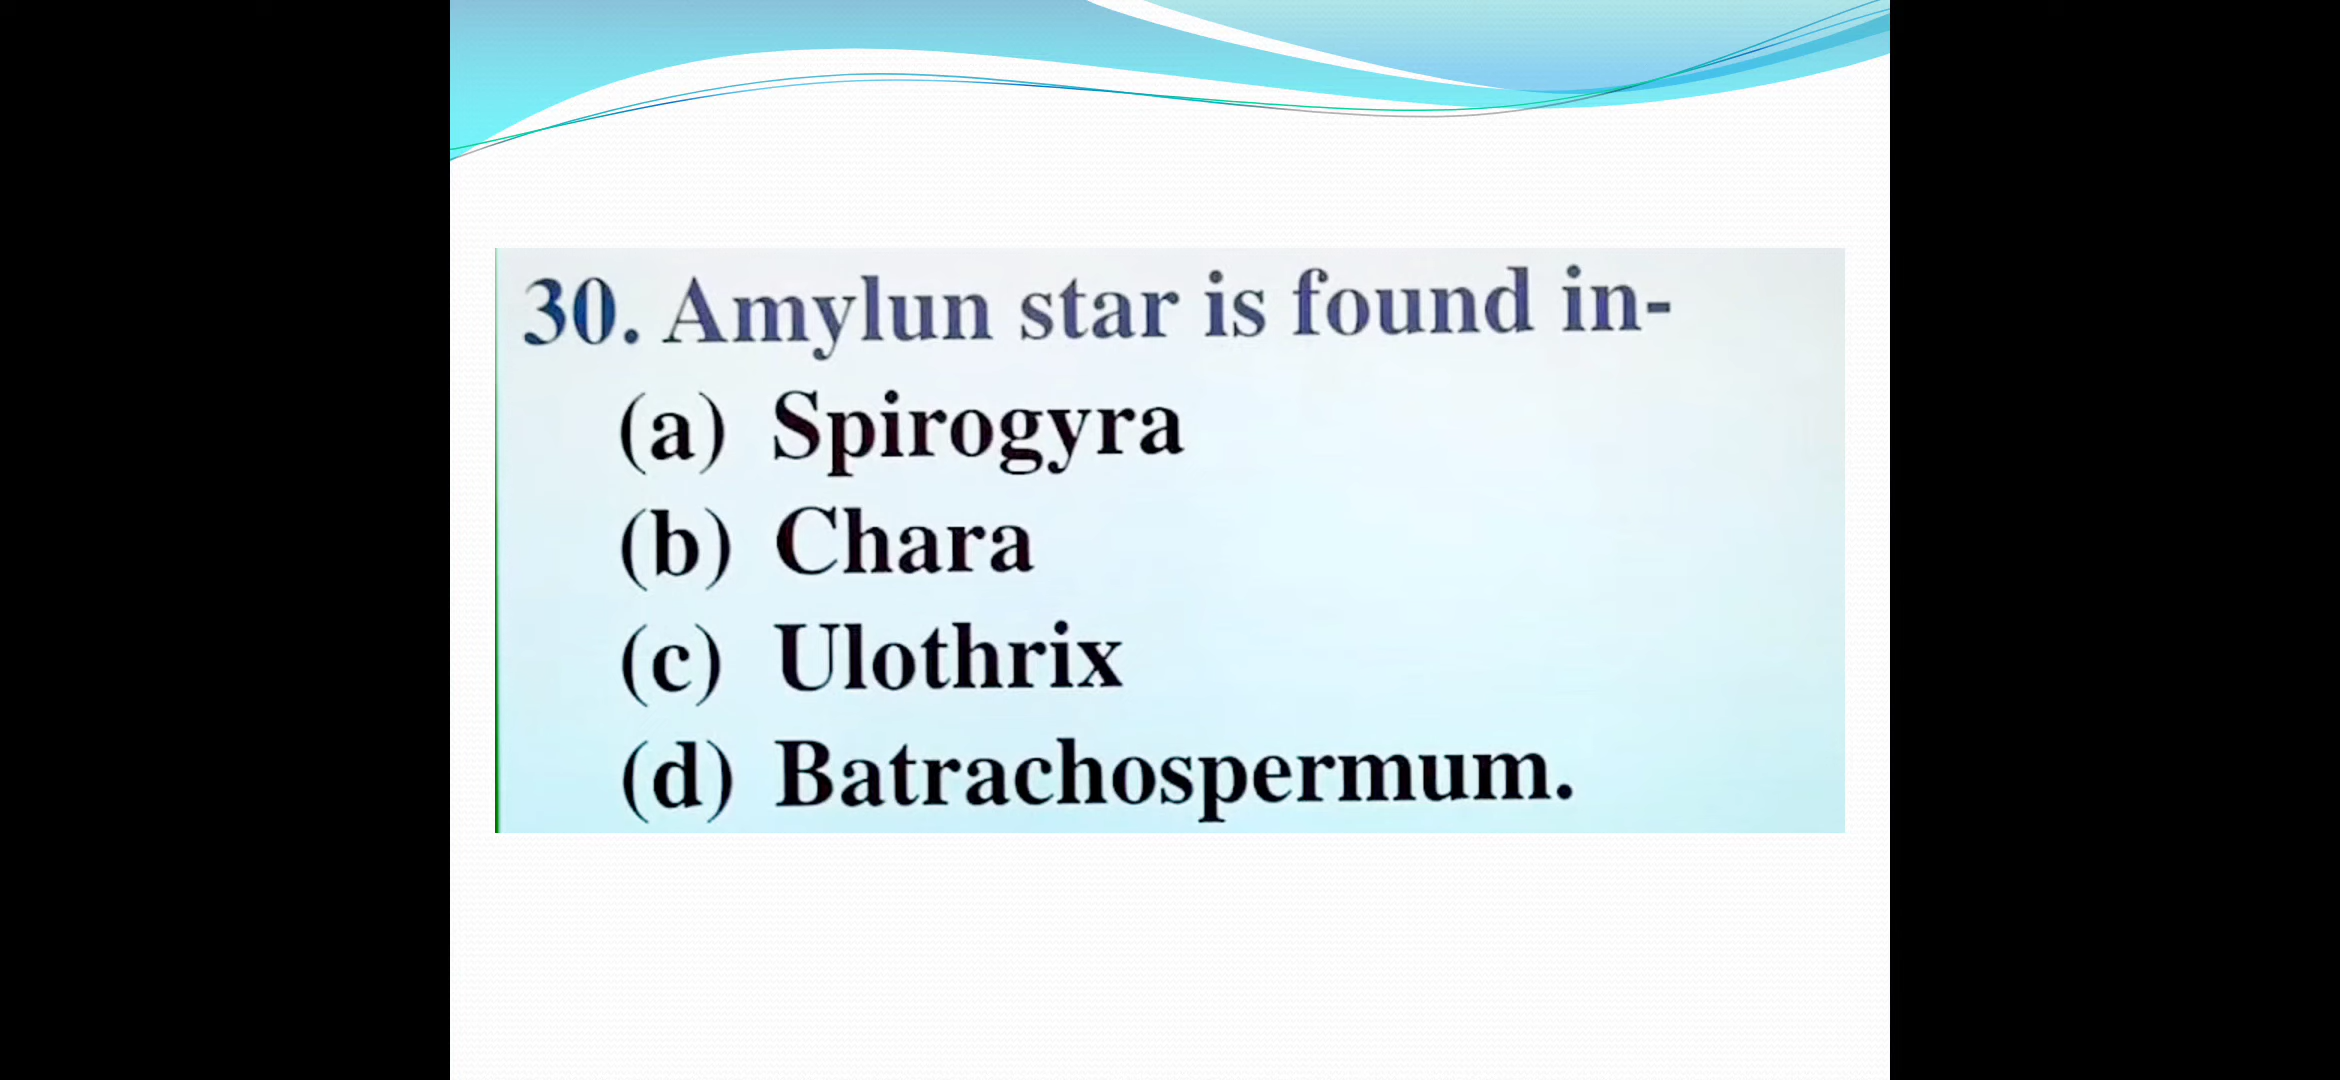 30. Amylun star is found in-
(a) Spirogyra
(b) Chara
(c) Ulothrix
(d) Batrachospermum.